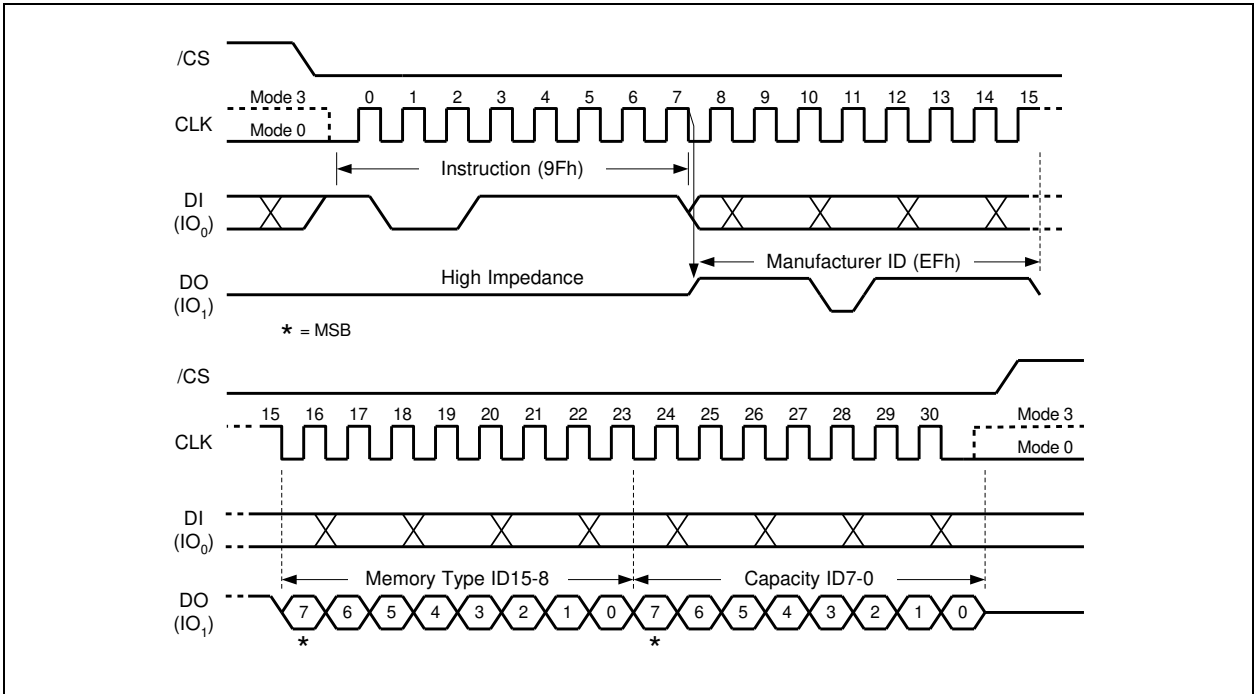 /CS
Mode 3 0 1 2 3 4 5 6 7 8 9 10 11 12 13 14 15
CLK
Mode 0
Instruction (9Fh)
DI
(IO0)
Manufacturer ID (EFh)
High Impedance
DO
(IO1)
* = MSB
/CS
15 16 17 18 19 20 21 22 23 24 25 26 27 28 29 30 Mode 3
CLK
Mode 0
DI
(IO0)
Memory Type ID15-8 Capacity ID7-0
DO
(IO1)
7 6 5 4 3 2 1 0 7 6 5 4 3 2 1 0
* *